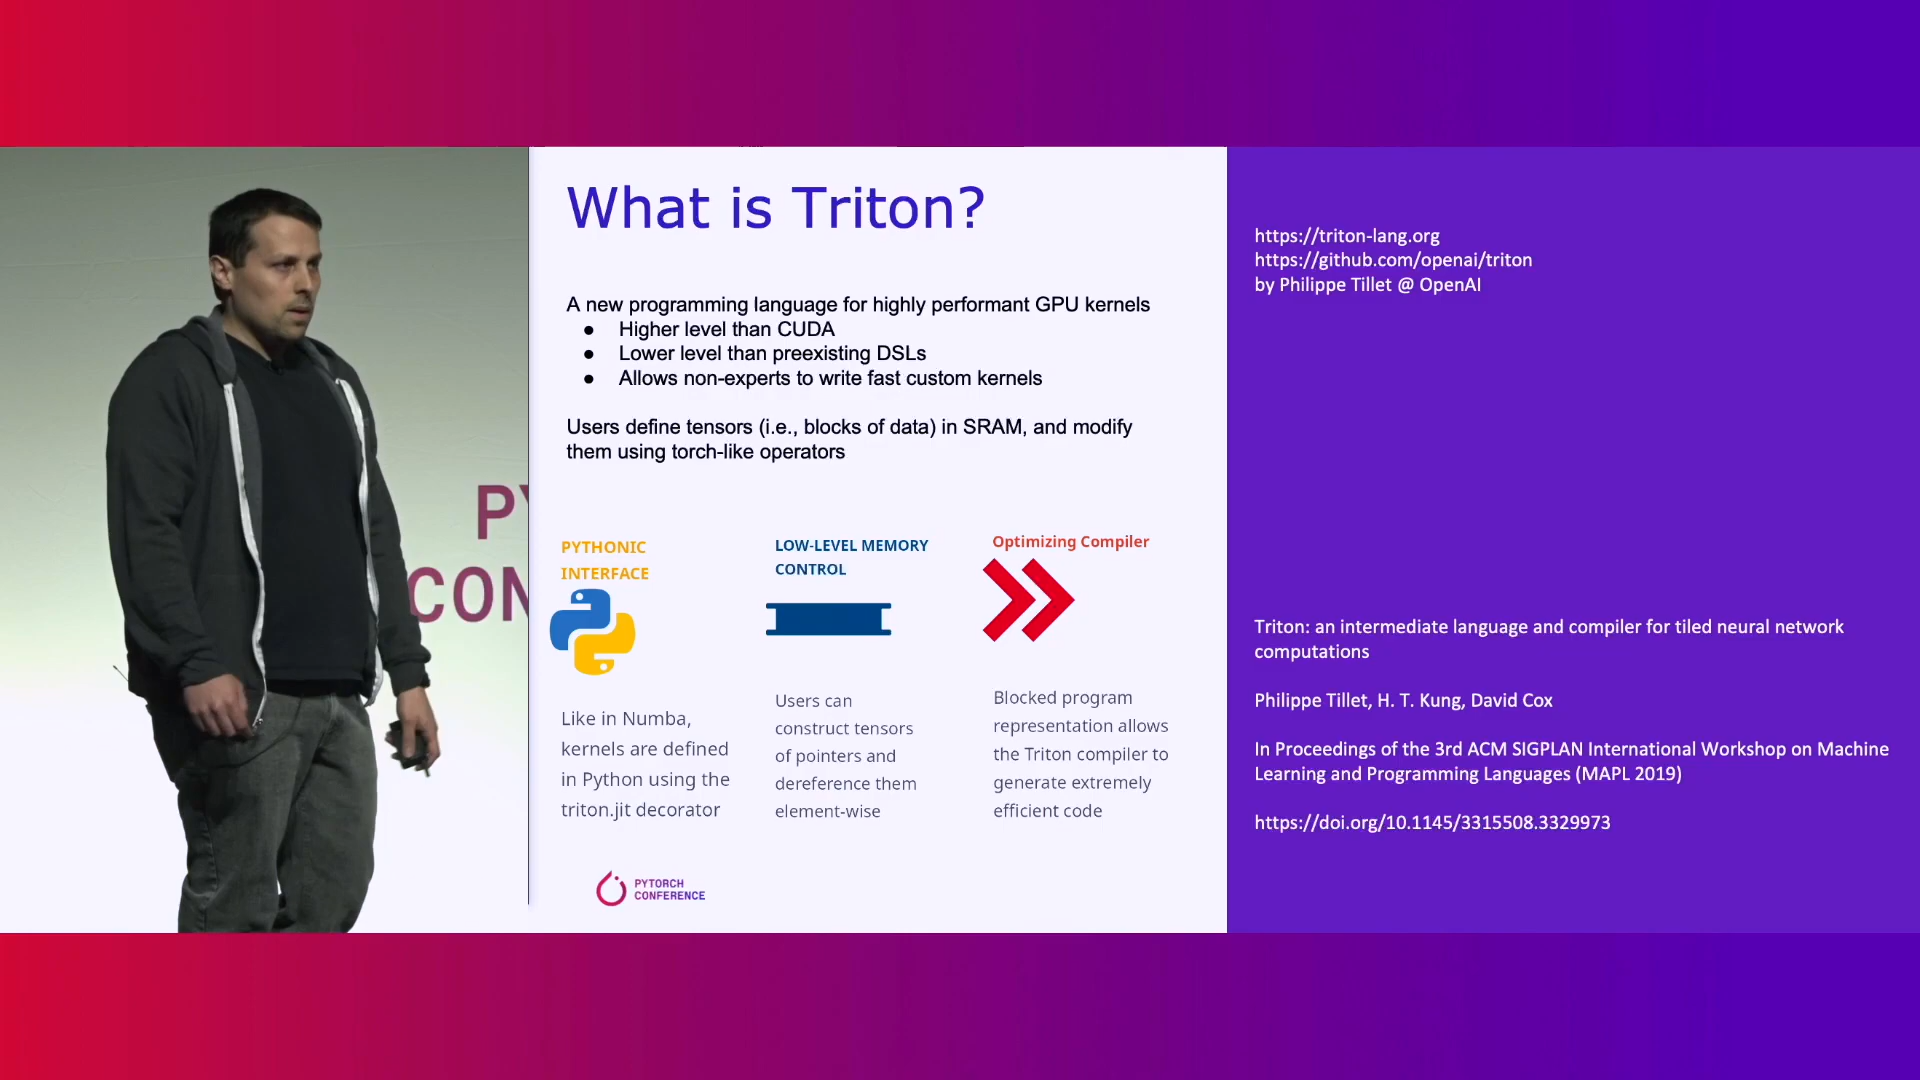 What is Triton?
A new programming language for highly performant GPU kernels
● Higher level than CUDA
● Lower level than preexisting DSLs
● Allows non-experts to write fast custom kernels
Users define tensors (i.e., blocks of data) in SRAM, and modify
them using torch-like operators
PYTHONIC
INTERFACE
Like in Numba,
kernels are defined
in Python using the
triton.jit decorator
LOW-LEVEL MEMORY
CONTROL
Users can
construct tensors
of pointers and
dereference them
element-wise
Optimizing Compiler
Blocked program
representation allows
the Triton compiler to
generate extremely
efficient code
PYTORCH
CONFERENCE
https://triton-lang.org
https://github.com/openai/triton
by Philippe Tillet @ OpenAI
Triton: an intermediate language and compiler for tiled neural network
computations
Philippe Tillet, H. T. Kung, David Cox
In Proceedings of the 3rd ACM SIGPLAN International Workshop on Machine
Learning and Programming Languages (MAPL 2019)
https://doi.org/10.1145/3315508.3329973